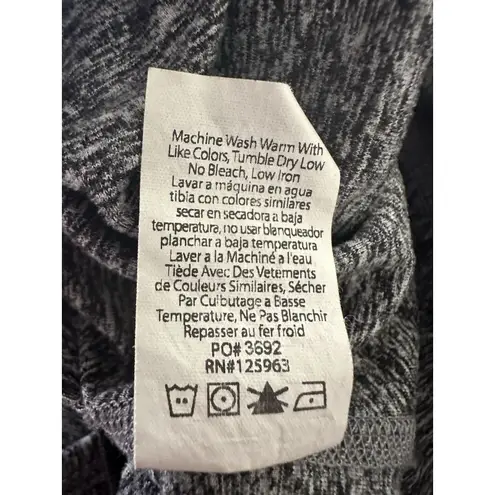 Machine Wash Warm With
Like Colors, Tumble Dry Low
No Bleach, Low Iron
Lavar a máquina en agua
tibia con colores similares
secar en secadora a baja
temperatura, no usar blanqueador
planchar a baja temperatura
Laver a la Machiné a l'eau
Tiède Avec Des Vetements
de Couleurs Similaires, Sécher
Par Culbutage a Basse
Temperature, Ne Pas Blanchir
Repasser au fer froid
PO# 3692
RN#125963